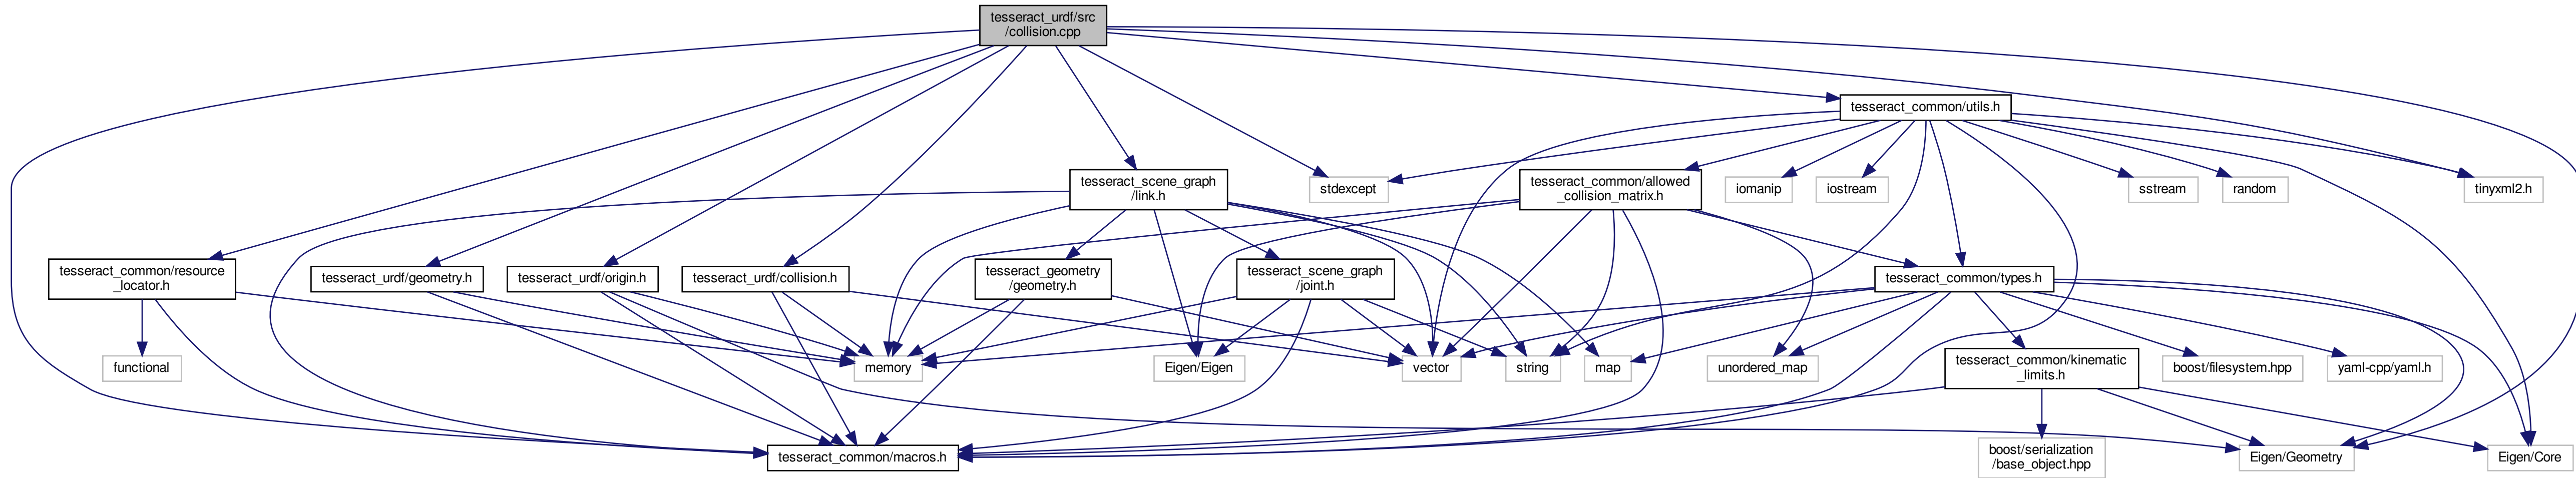 tesseract_urdf/src
/collision.cpp
tesseract_common/utils.h
tesseract_scene_graph
/link.h
stdexcept
tesseract_common/allowed
_collision_matrix.h
iomanip
iostream
sstream
random
tinyxml2.h
tesseract_common/resource
_locator.h
tesseract_urdf/geometry.h
tesseract_urdf/origin.h
tesseract_urdf/collision.h
tesseract_geometry
/geometry.h
tesseract_scene_graph
/joint.h
tesseract_common/types.h
functional
memory
Eigen/Eigen
vector
string
map
unordered_map
tesseract_common/kinematic
_limits.h
boost/filesystem.hpp
yaml-cpp/yaml.h
tesseract_common/macros.h
boost/serialization
/base_object.hpp
Eigen/Geometry
Eigen/Core